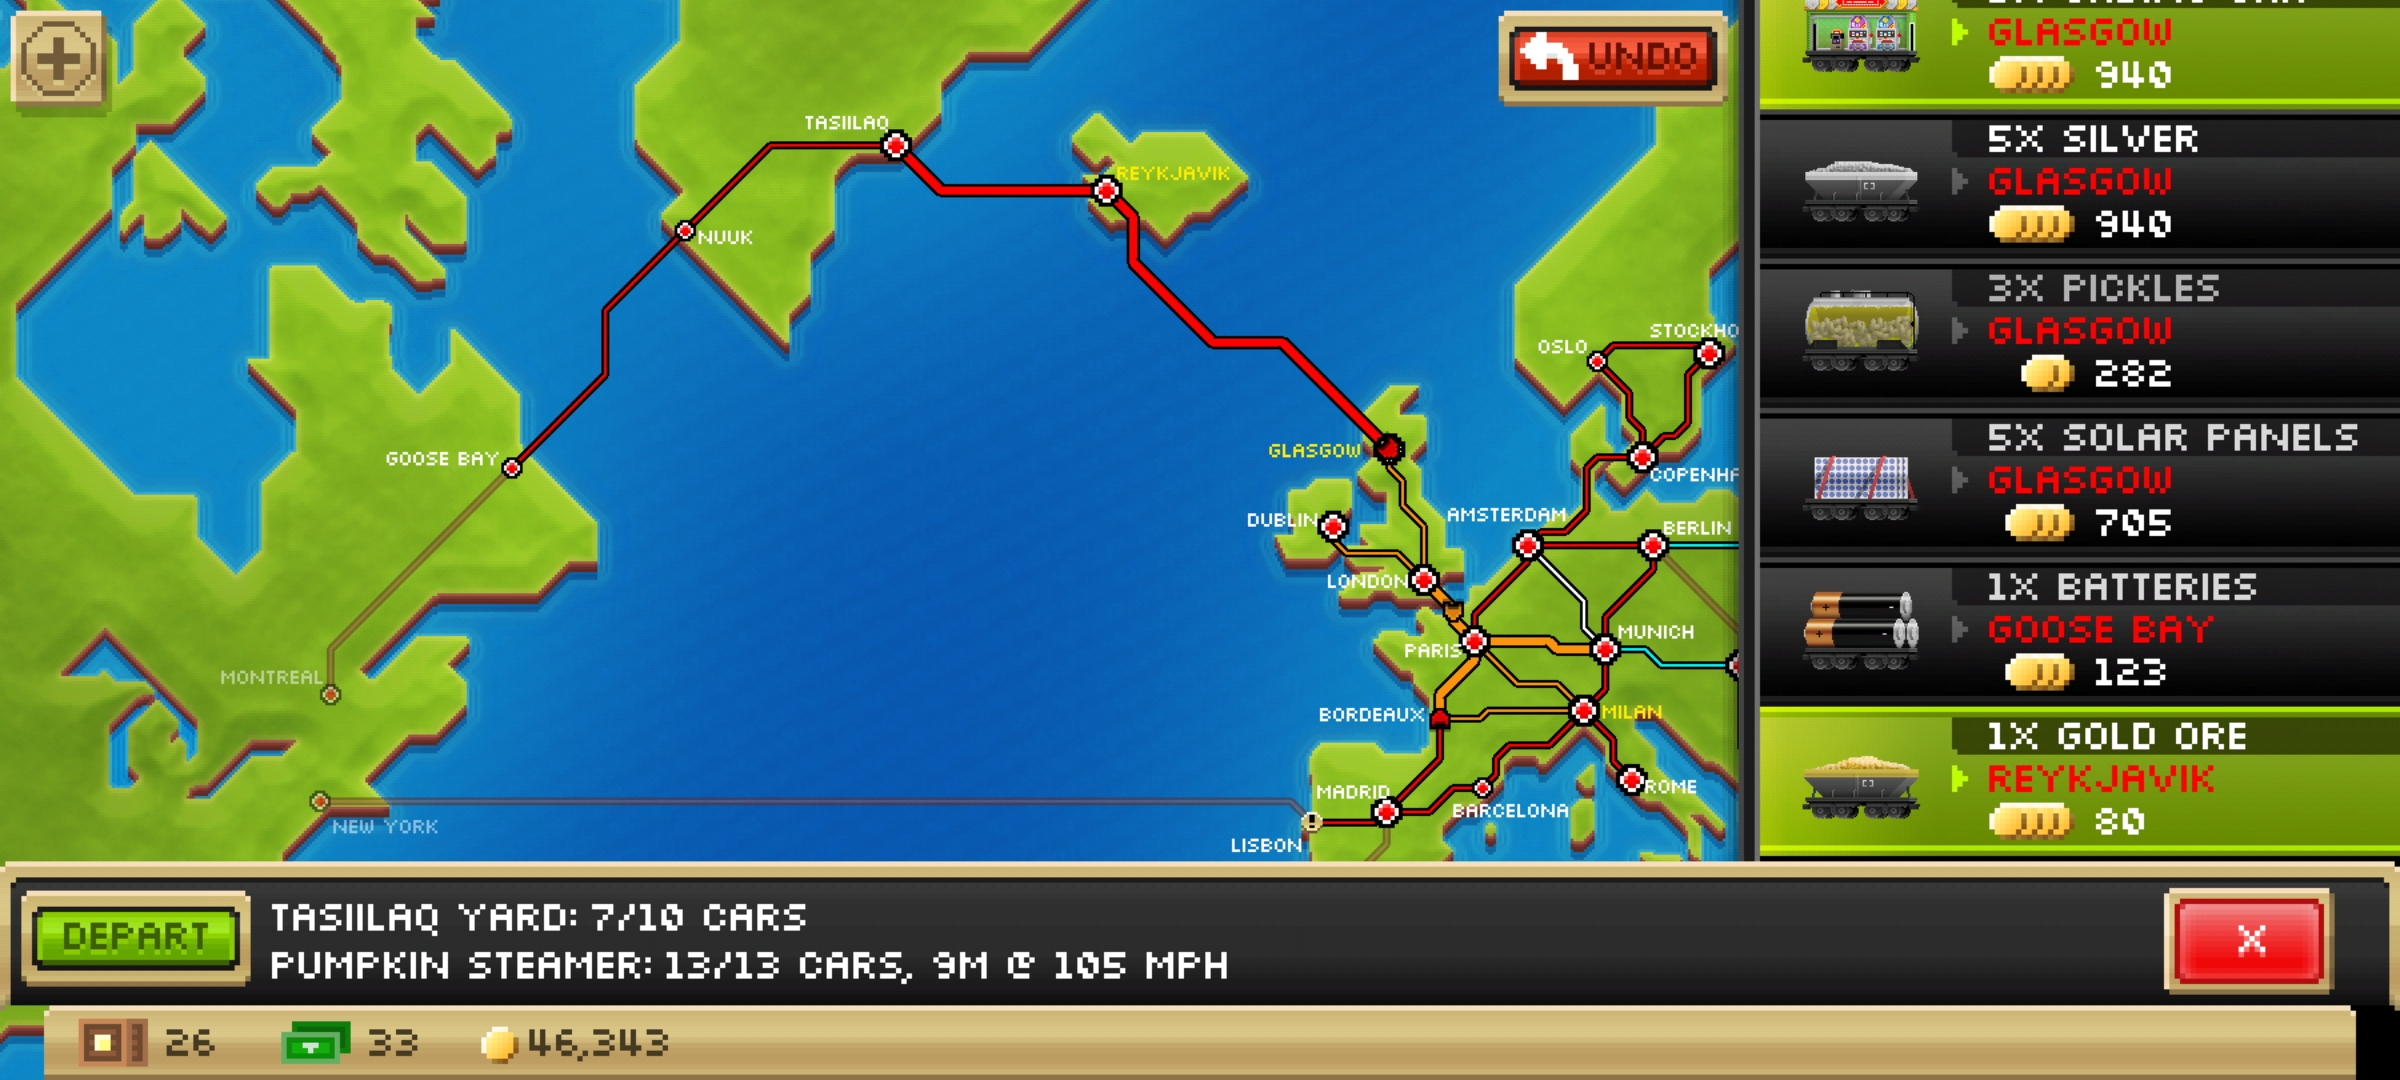 UNDO
TASIILAQ
REYKJAVIK
NUUK
GOOSE BAY
MONTREAL
NEW YORK
OSLO
STOCKHO
COPENHA
GLASGOW
DUBLIN
AMSTERDAM
BERLIN
LONDON
PARIS
MUNICH
BORDEAUX
MILAN
MADRID
BARCELONA
ROME
LISBON
GLASGOW
940
5X SILVER
GLASGOW
940
3X PICKLES
GLASGOW
282
5X SOLAR PANELS
GLASGOW
705
1X BATTERIES
GOOSE BAY
123
1X GOLD ORE
REYKJAVIK
80
DEPART
TASIILAQ YARD: 7/10 CARS
PUMPKIN STEAMER: 13/13 CARS, 9M @ 105 MPH
X
26
33
46,343